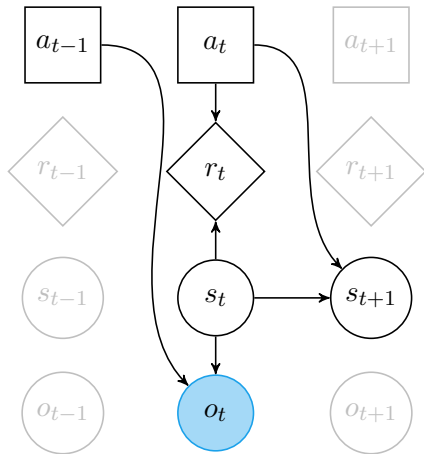 a_{t−1} a_t a_{t+1}
r_{t−1} r_t r_{t+1}
s_{t−1} s_t s_{t+1}
o_{t−1} o_t o_{t+1}